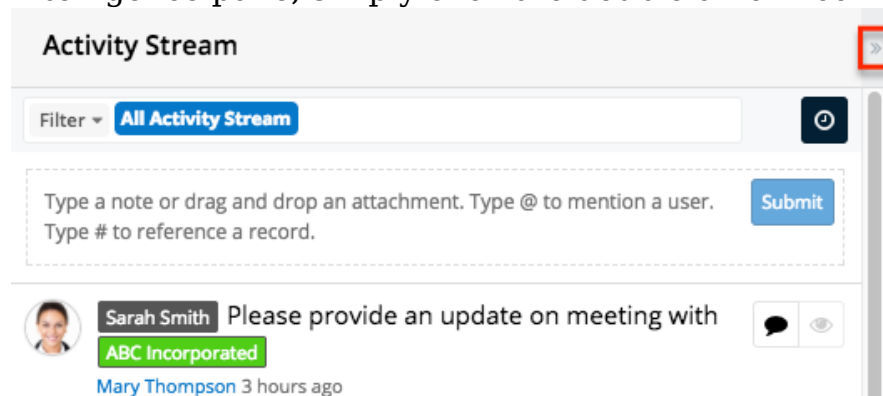 Activity Stream
»
Filter All Activity Stream
Type a note or drag and drop an attachment. Type @ to mention a user.
Type # to reference a record.
Submit
Sarah Smith Please provide an update on meeting with
ABC Incorporated
Mary Thompson 3 hours ago